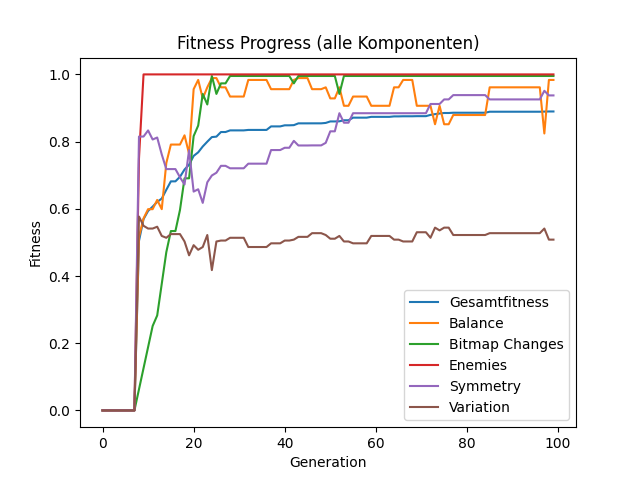 Fitness Progress (alle Komponenten)
Fitness
1.0
0.8
0.6
0.4
0.2
0.0
0
20
40
60
80
100
Generation
Gesamtfitness
Balance
Bitmap Changes
Enemies
Symmetry
Variation